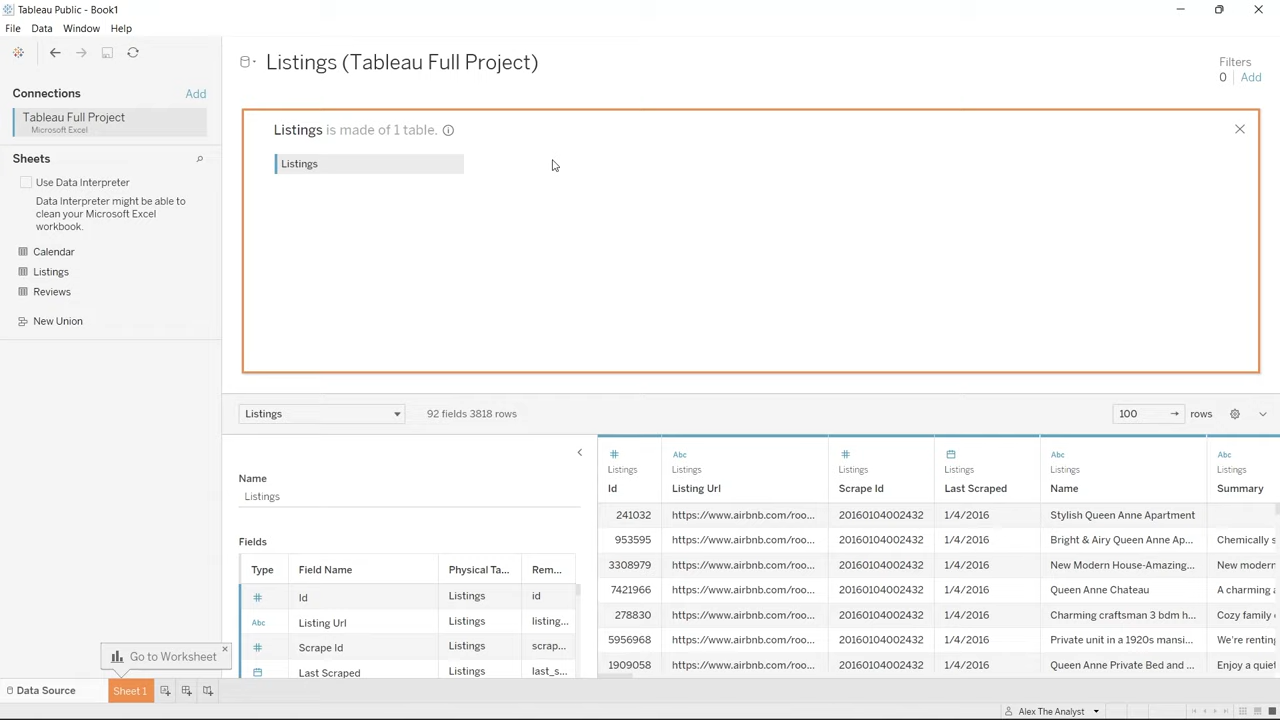 Tableau Public - Book1
File Data Window Help
Connections Add
Tableau Full Project
Microsoft Excel
Sheets
Use Data Interpreter
Data Interpreter might be able to
clean your Microsoft Excel
workbook.
Calendar
Listings
Reviews
New Union
Listings (Tableau Full Project)
Filters
0 Add
Listings is made of 1 table.
Listings
Listings 92 fields 3818 rows 100 rows
Name
Listings
Fields
Type Field Name Physical Ta... Rem...
Id Listings id
Abc Listing Url Listings listing...
Scrape Id Listings scrap...
Last Scraped Listings last_s...
# Abc # Abc Abc
Listings Listings Listings Listings Listings Listings
Id Listing Url Scrape Id Last Scraped Name Summary
241032 https://www.airbnb.com/roo... 20160104002432 1/4/2016 Stylish Queen Anne Apartment
953595 https://www.airbnb.com/roo... 20160104002432 1/4/2016 Bright & Airy Queen Anne Ap... Chemically s
3308979 https://www.airbnb.com/roo... 20160104002432 1/4/2016 New Modern House-Amazing... New modern
7421966 https://www.airbnb.com/roo... 20160104002432 1/4/2016 Queen Anne Chateau A charming a
278830 https://www.airbnb.com/roo... 20160104002432 1/4/2016 Charming craftsman 3 bdm h... Cozy family c
5956968 https://www.airbnb.com/roo... 20160104002432 1/4/2016 Private unit in a 1920s mansi... We're rentin
1909058 https://www.airbnb.com/roo... 20160104002432 1/4/2016 Queen Anne Private Bed and ... Enjoy a quiet
Go to Worksheet
Data Source Sheet 1
Alex The Analyst